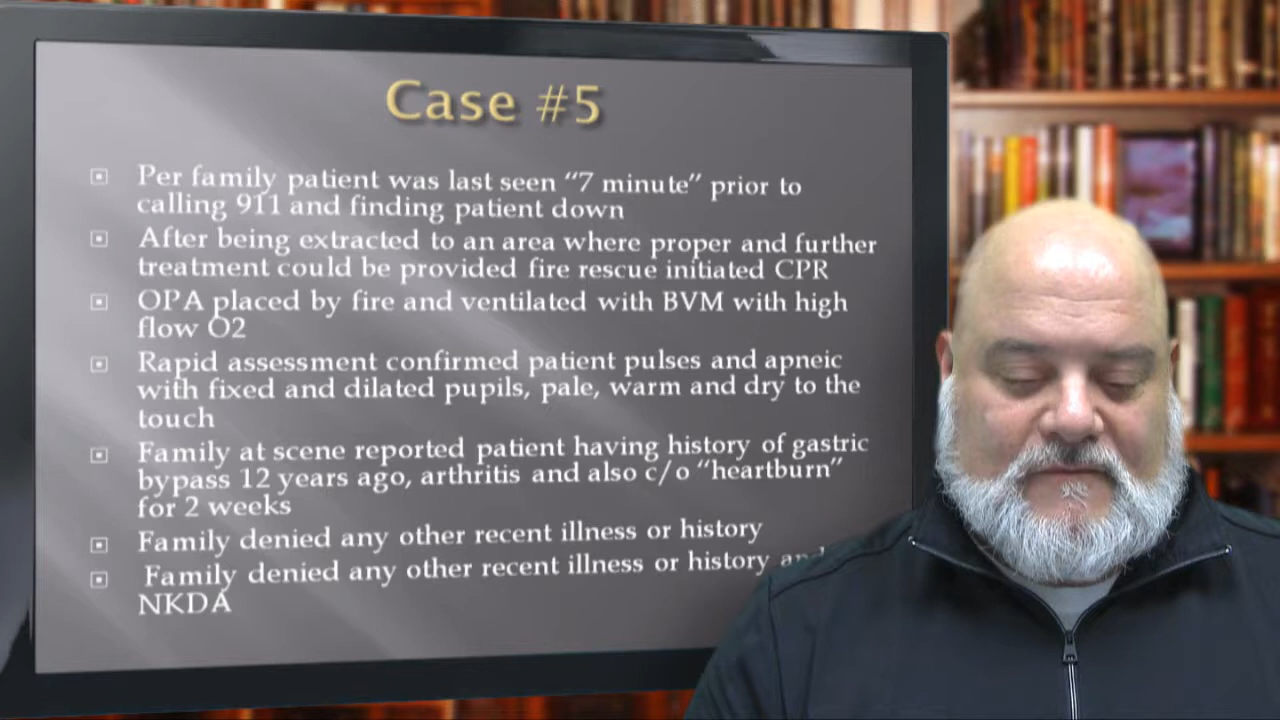 Case #5
Per family patient was last seen “7 minute” prior to
calling 911 and finding patient down
After being extracted to an area where proper and further
treatment could be provided fire rescue initiated CPR
OPA placed by fire and ventilated with BVM with high
flow O2
Rapid assessment confirmed patient pulses and apneic
with fixed and dilated pupils, pale, warm and dry to the
touch
Family at scene reported patient having history of gastric
bypass 12 years ago, arthritis and also c/o “heartburn”
for 2 weeks
Family denied any other recent illness or history
Family denied any other recent illness or history and
NKDA